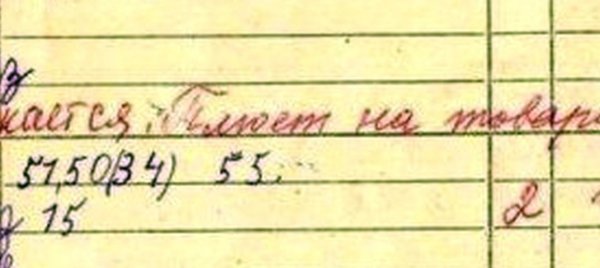 кается. Плюет на товар
51,50(34) 55.
15 2